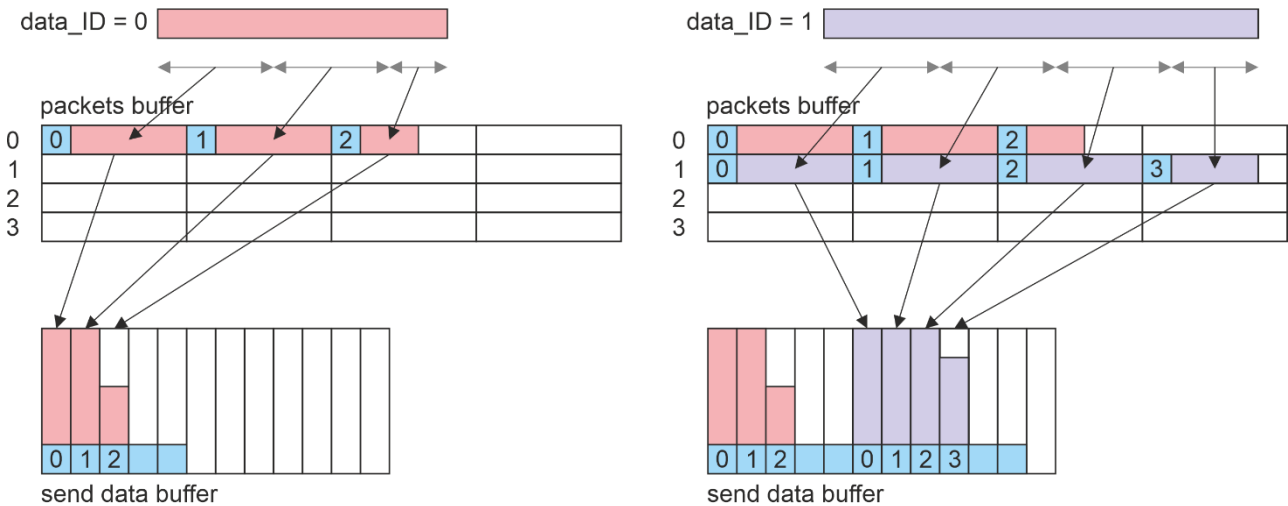 data_ID = 0
packets buffer
0 0 1 2
1
2
3
0 1 2
send data buffer
data_ID = 1
packets buffer
0 0 1 2
1 0 1 2 3
2
3
0 1 2 0 1 2 3
send data buffer